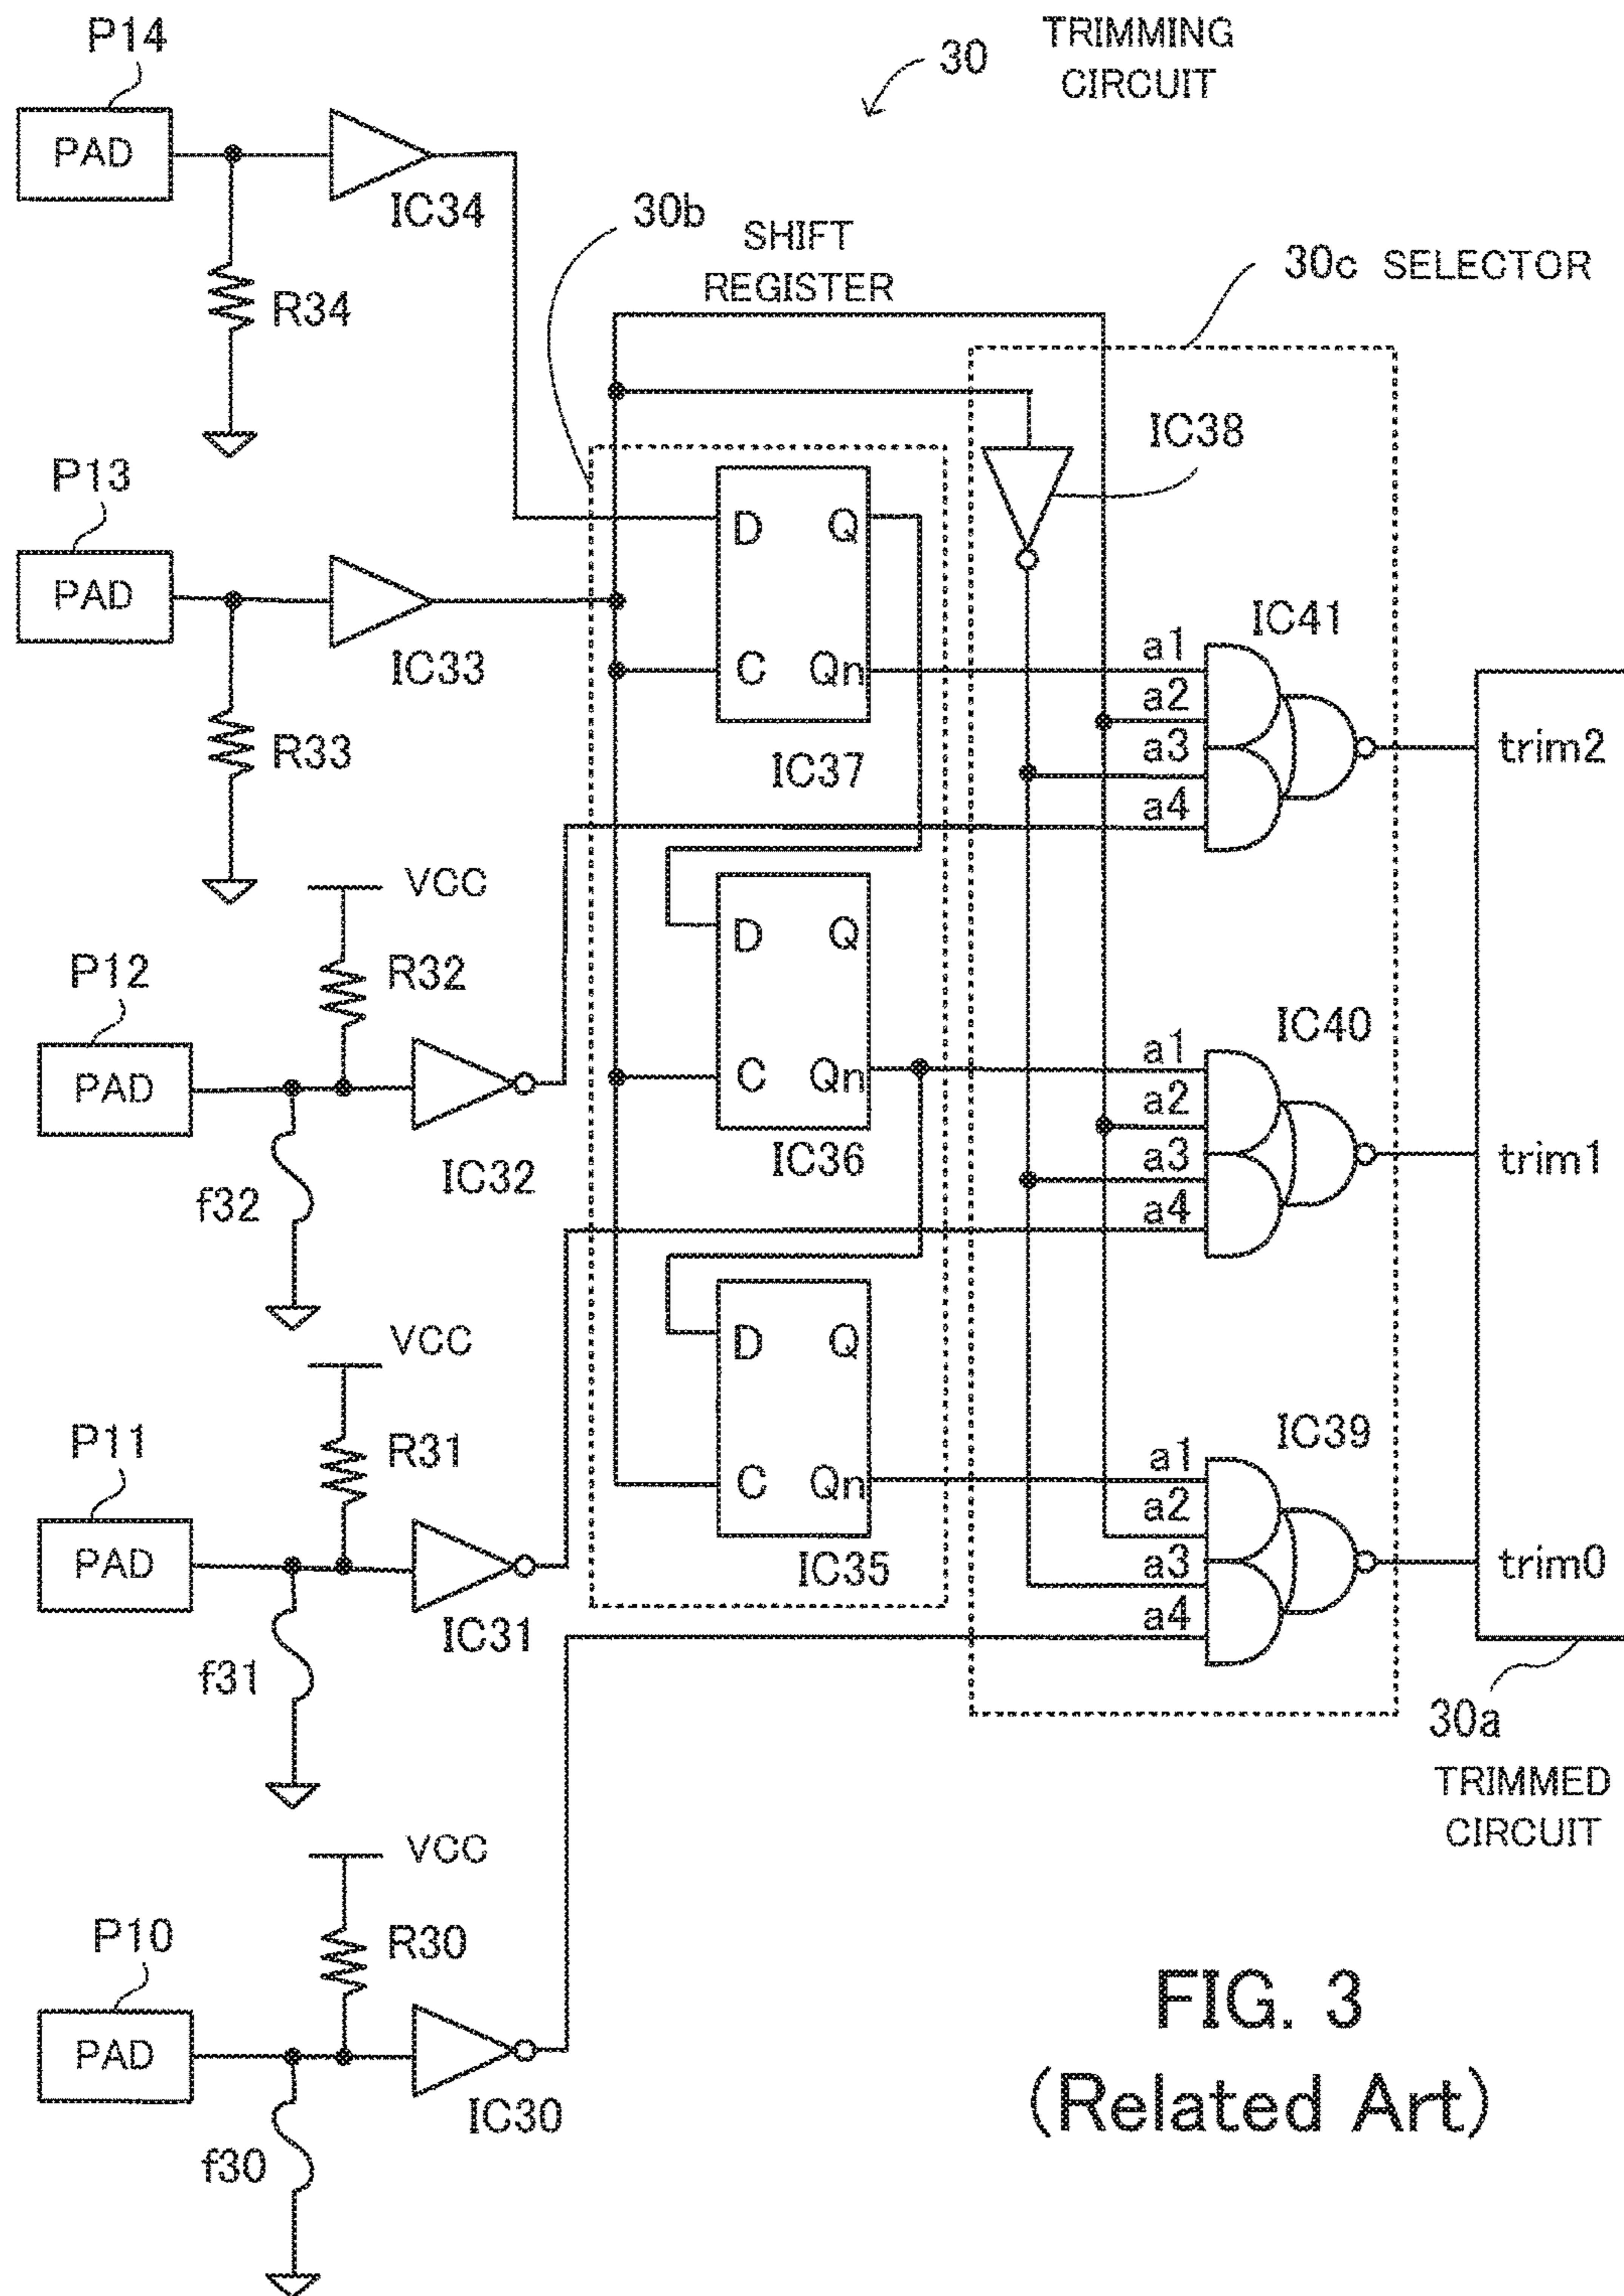 P14
30
TRIMMING
CIRCUIT
PAD
IC34
30b
SHIFT
REGISTER
30c SELECTOR
R34
IC38
P13
D
Q
PAD
IC33
C
Qn
a1
a2
a3
a4
IC41
trim2
R33
IC37
VCC
P12
R32
D
Q
IC40
PAD
C
Qn
a1
a2
a3
a4
IC32
IC36
trim1
f32
VCC
D
Q
P11
R31
IC39
C
Qn
a1
a2
a3
a4
PAD
IC35
trim0
IC31
f31
30a
TRIMMED
CIRCUIT
VCC
P10
R30
PAD
IC30
f30
FIG. 3
(Related Art)